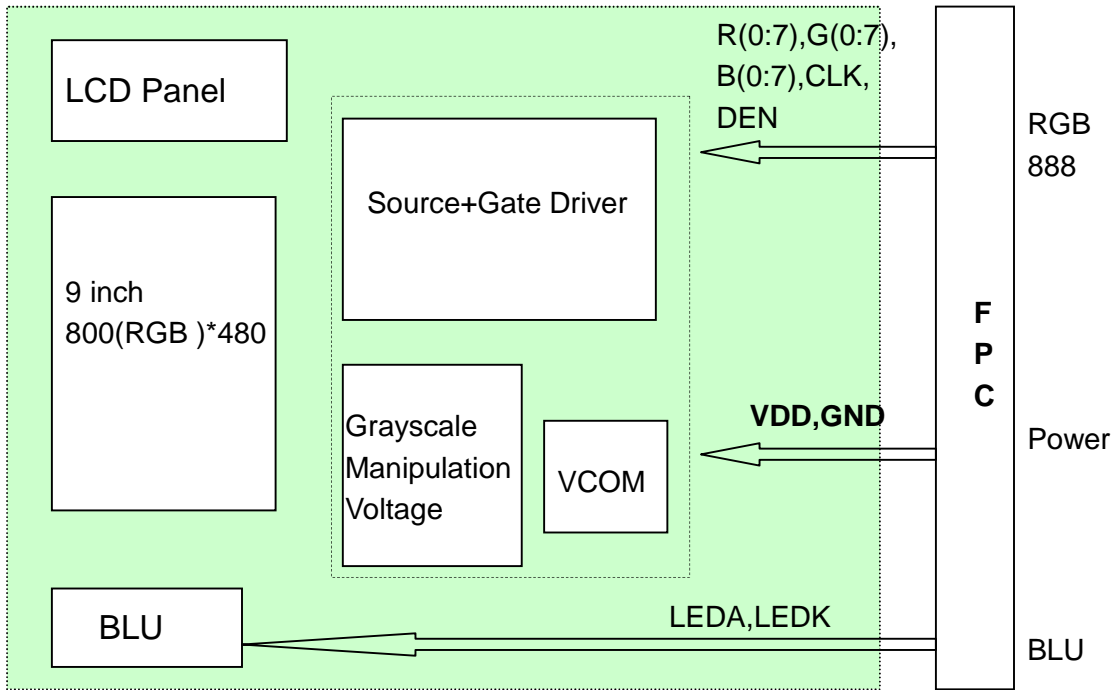 LCD Panel
9 inch
800(RGB )*480
BLU
Source+Gate Driver
Grayscale
Manipulation
Voltage
VCOM
R(0:7),G(0:7),
B(0:7),CLK,
DEN
VDD,GND
LEDA,LEDK
F
P
C
RGB
888
Power
BLU